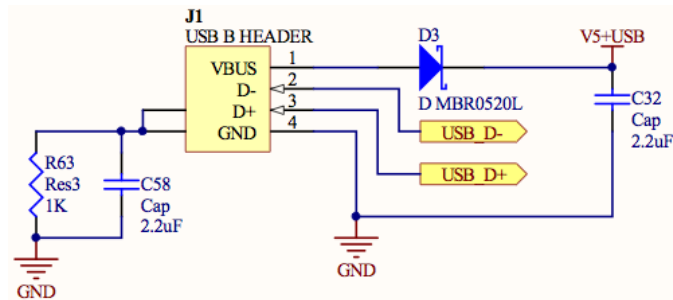 J1
USB B HEADER
VBUS
D-
D+
GND
1
2
3
4
D3
D MBR0520L
V5+USB
C32
Cap
2.2uF
USB_D-
USB_D+
R63
Res3
1K
C58
Cap
2.2uF
GND
GND